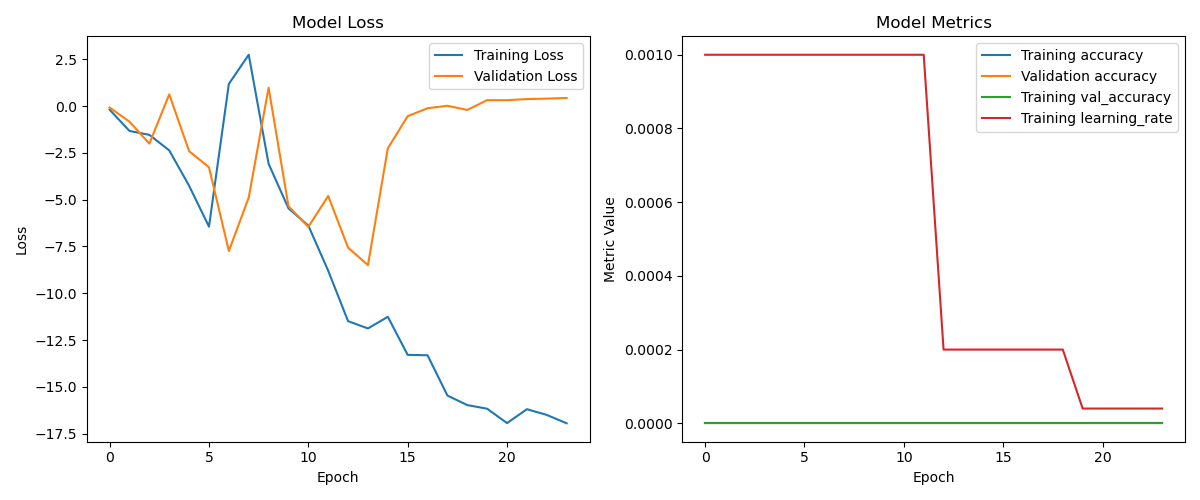 Model Loss
Training Loss
Validation Loss
2.5
0.0
−2.5
−5.0
−7.5
−10.0
−12.5
−15.0
−17.5
Loss
0
5
10
15
20
Epoch
Model Metrics
Training accuracy
Validation accuracy
Training val_accuracy
Training learning_rate
0.0010
0.0008
0.0006
0.0004
0.0002
0.0000
Metric Value
0
5
10
15
20
Epoch